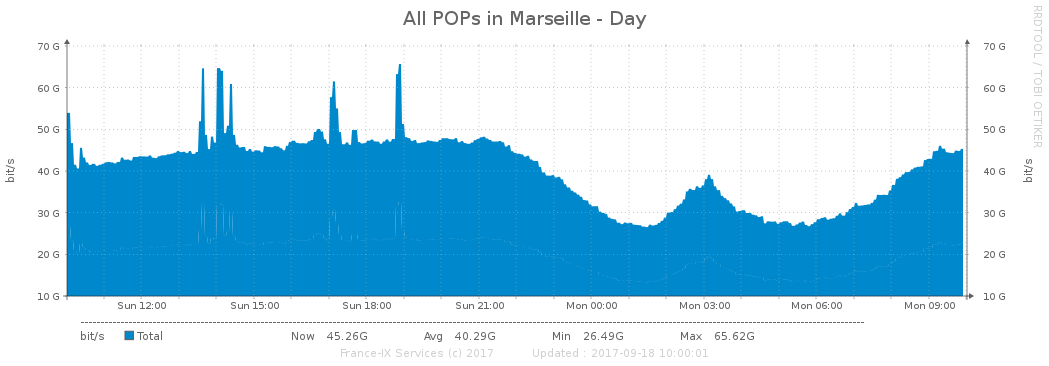 All POPs in Marseille - Day
RRDTOOL / TOBI OETIKER
70 G 70 G
60 G 60 G
50 G 50 G
40 G 40 G
30 G 30 G
20 G 20 G
10 G 10 G
bit/s
bit/s
Sun 12:00 Sun 15:00 Sun 18:00 Sun 21:00 Mon 00:00 Mon 03:00 Mon 06:00 Mon 09:00
bit/s Total Now 45.26G Avg 40.29G Min 26.49G Max 65.62G
France-IX Services (c) 2017 Updated : 2017-09-18 10:00:01